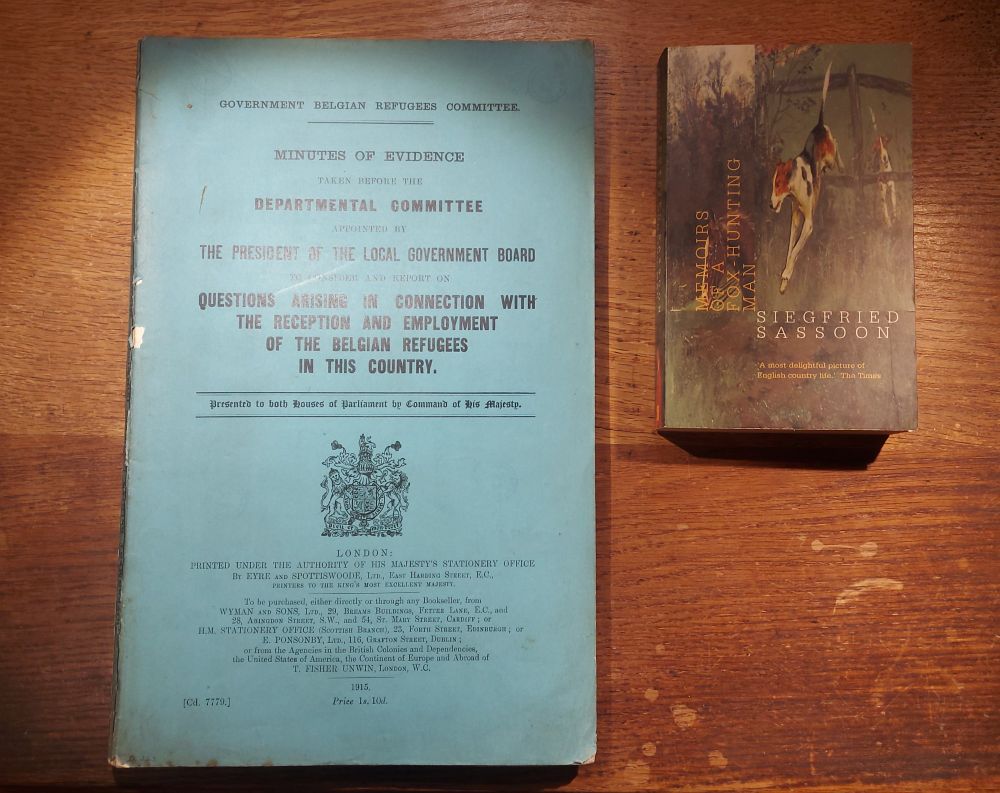 GOVERNMENT BELGIAN REFUGEES COMMITTEE.
MINUTES OF EVIDENCE
TAKEN BEFORE THE
DEPARTMENTAL COMMITTEE
APPOINTED BY
THE PRESIDENT OF THE LOCAL GOVERNMENT BOARD
TO CONSIDER AND REPORT ON
QUESTIONS ARISING IN CONNECTION WITH
THE RECEPTION AND EMPLOYMENT
OF THE BELGIAN REFUGEES
IN THIS COUNTRY.
Presented to both Houses of Parliament by Command of His Majesty.
LONDON:
PRINTED UNDER THE AUTHORITY OF HIS MAJESTY'S STATIONERY OFFICE
BY EYRE AND SPOTTISWOODE, LTD., EAST HARDING STREET, E.C.,
PRINTERS TO THE KING'S MOST EXCELLENT MAJESTY.
To be purchased, either directly or through any Bookseller, from
WYMAN AND SONS, LTD., 29, BREAMS BUILDINGS, FETTER LANE, E.C., and
28, ABINGDON STREET, S.W., and 54, ST. MARY STREET, CARDIFF; or
H.M. STATIONERY OFFICE (SCOTTISH BRANCH), 23, FORTH STREET, EDINBURGH; or
E. PONSONBY, LTD., 116, GRAFTON STREET, DUBLIN;
or from the Agencies in the British Colonies and Dependencies,
the United States of America, the Continent of Europe and Abroad of
T. FISHER UNWIN, LONDON, W.C.
1915.
[Cd. 7779.]
Price 1s. 10d.
MEMOIRS
OF A
FOX-HUNTING
MAN
SIEGFRIED
SASSOON
'A most delightful picture of
English country life.' The Times